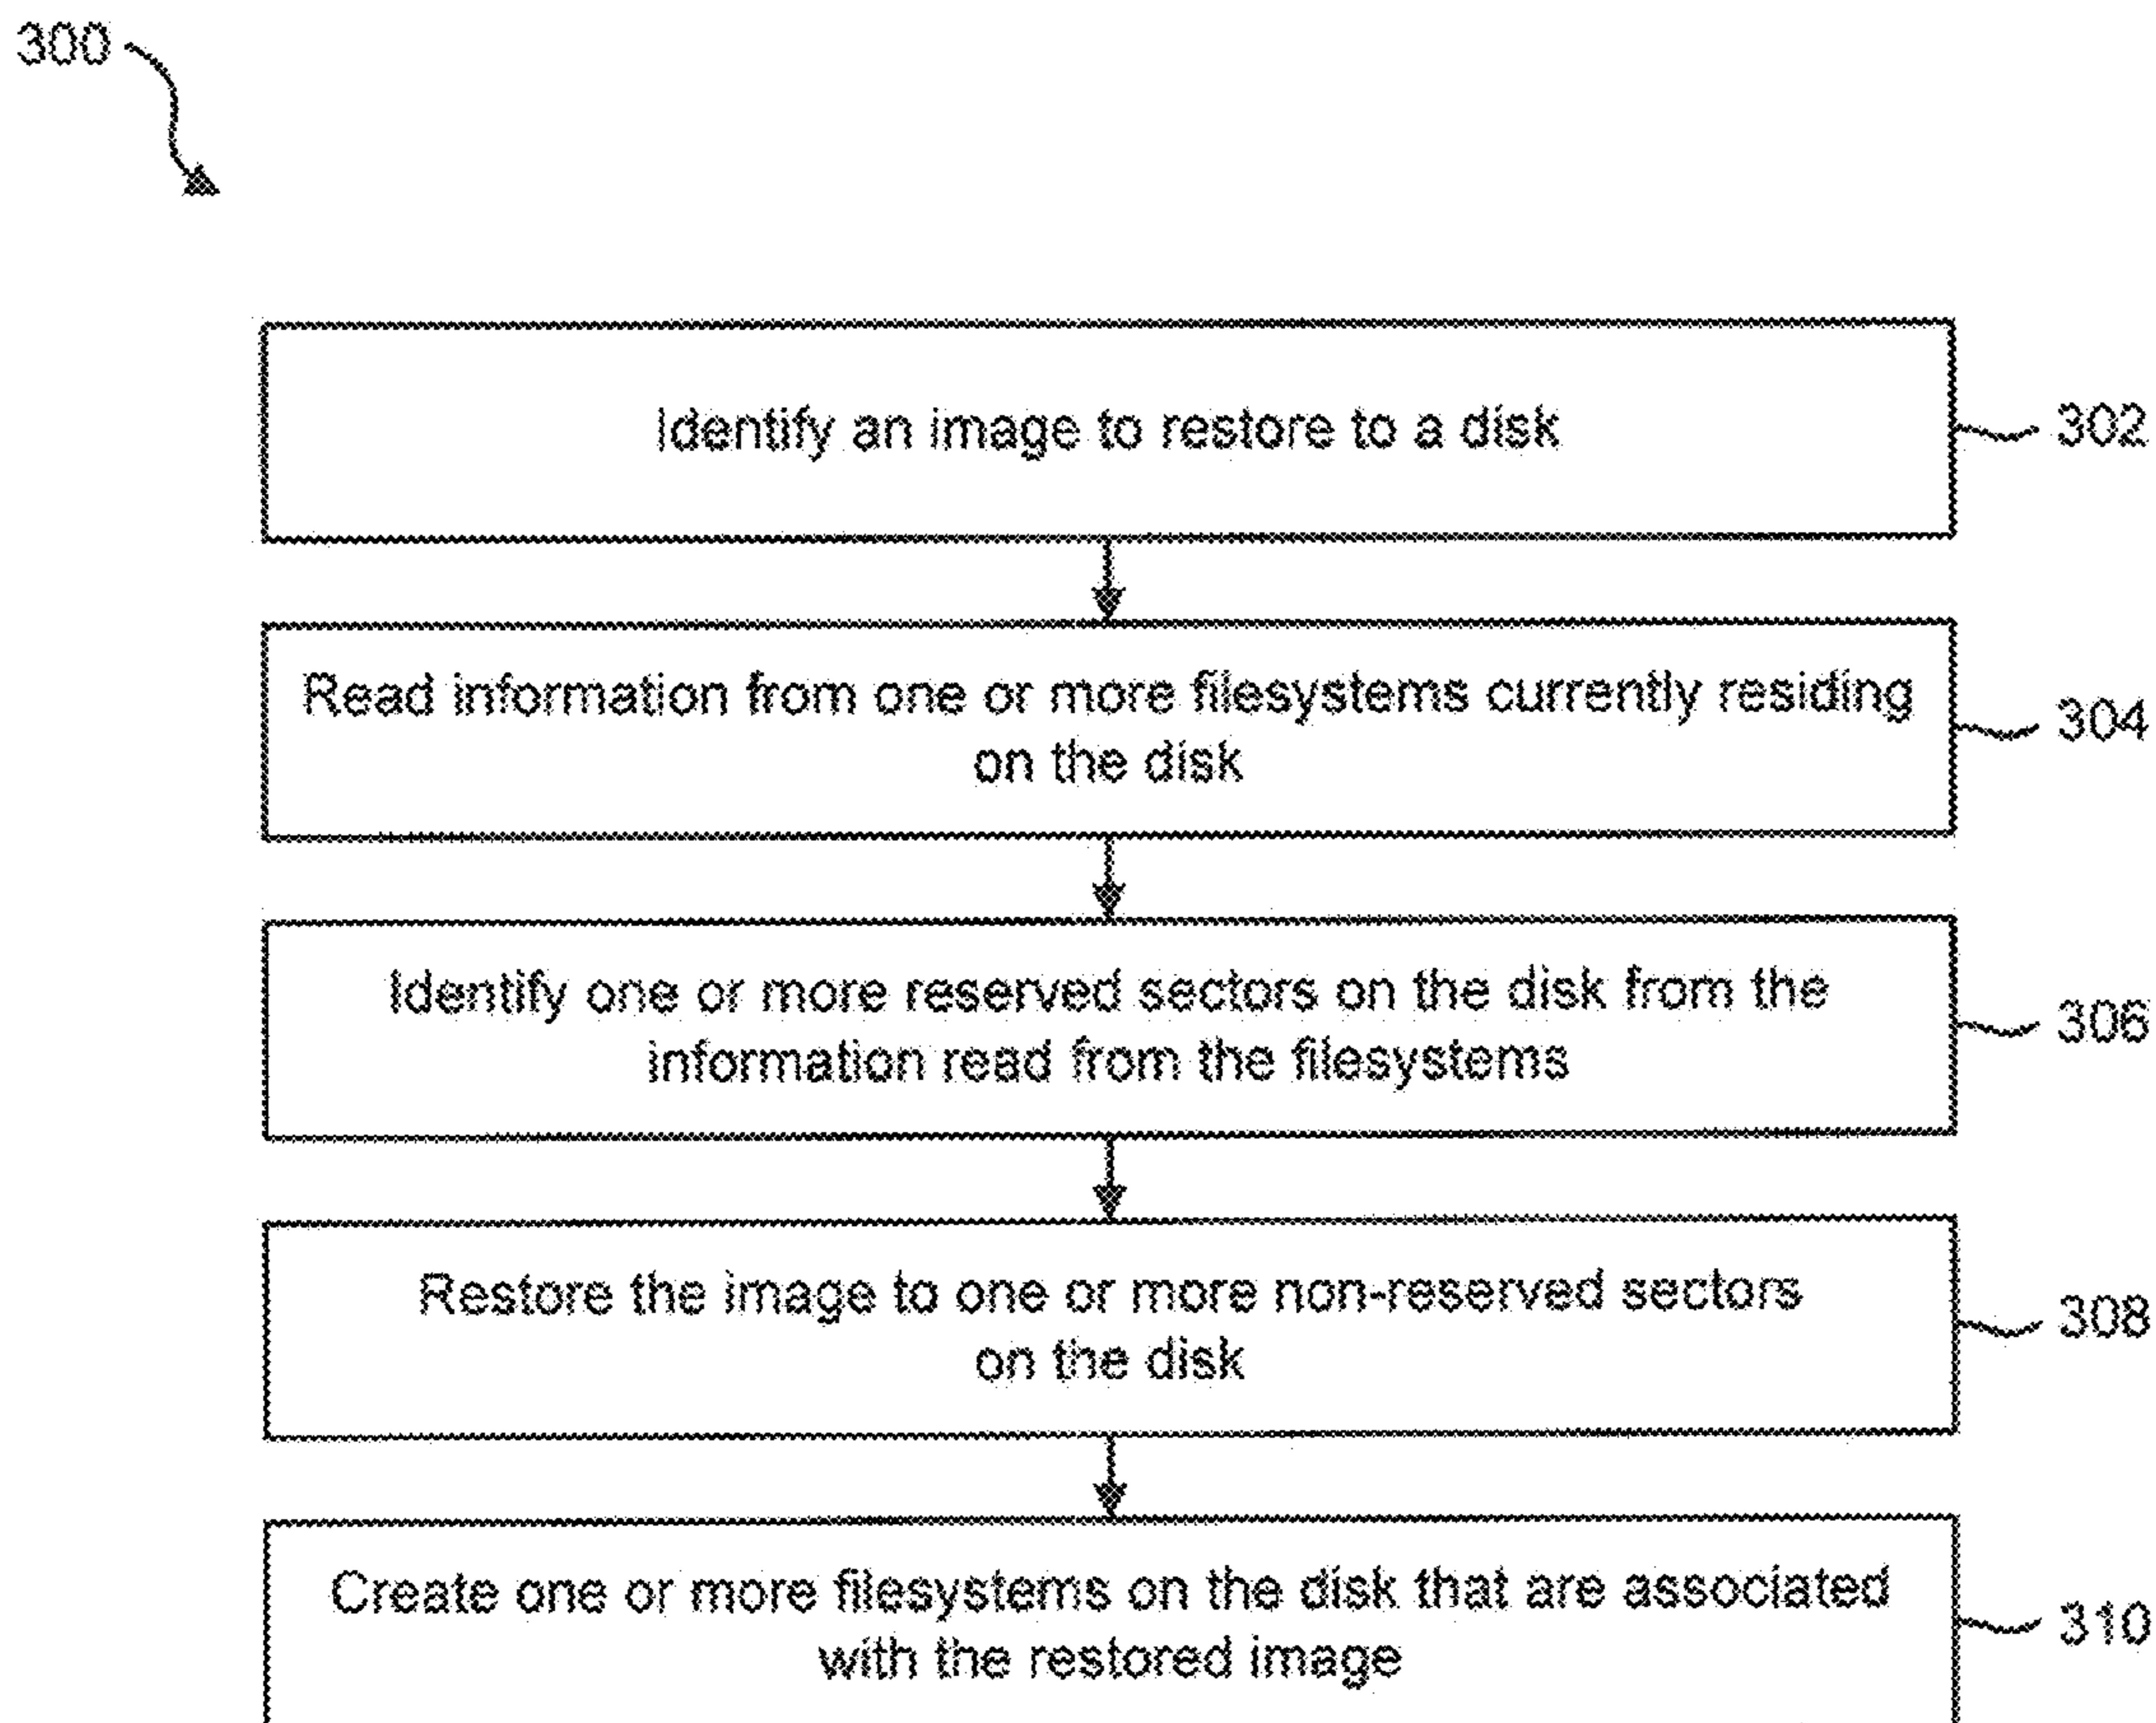 300
Identify an image to restore to a disk
302
Read information from one or more filesystems currently residing
on the disk
304
Identify one or more reserved sectors on the disk from the
information read from the filesystems
306
Restore the image to one or more non-reserved sectors
on the disk
308
Create one or more filesystems on the disk that are associated
with the restored image
310